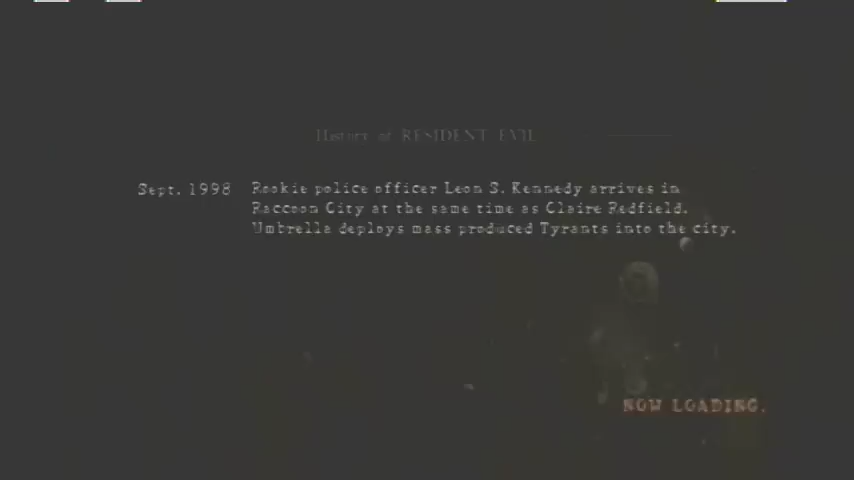 History of RESIDENT EVIL
Sept. 1998 Rookie police officer Leon S. Kennedy arrives in
Raccoon City at the same time as Claire Redfield.
Umbrella deploys mass produced Tyrants into the city.
NOW LOADING.